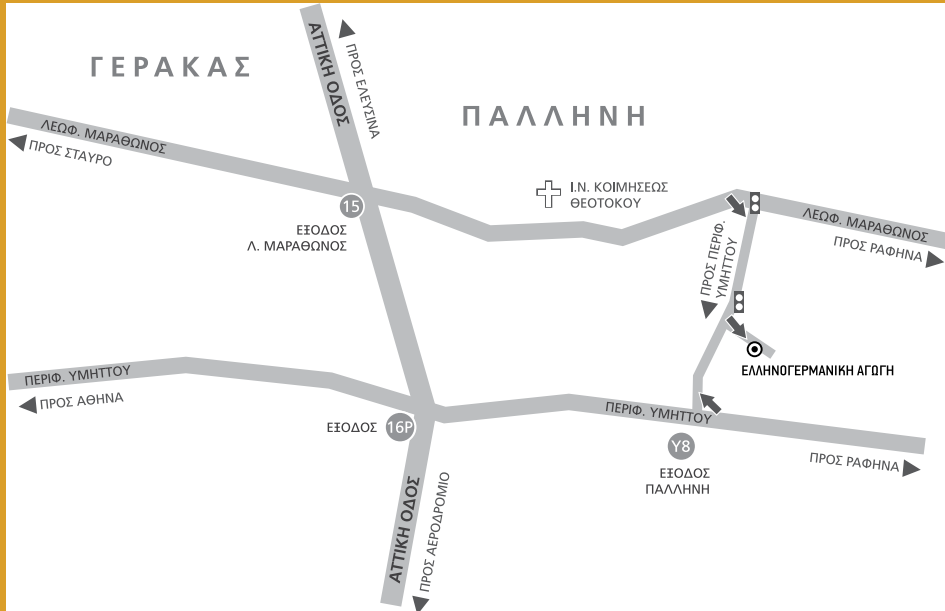 ΓΕΡΑΚΑΣ
ΑΤΤΙΚΗ ΟΔΟΣ
ΠΡΟΣ ΕΛΕΥΣΙΝΑ
ΠΑΛΛΗΝΗ
ΛΕΩΦ. ΜΑΡΑΘΩΝΟΣ
ΠΡΟΣ ΣΤΑΥΡΟ
15
ΕΞΟΔΟΣ
Λ. ΜΑΡΑΘΩΝΟΣ
Ι.Ν. ΚΟΙΜΗΣΕΩΣ
ΘΕΟΤΟΚΟΥ
ΛΕΩΦ. ΜΑΡΑΘΩΝΟΣ
ΠΡΟΣ ΡΑΦΗΝΑ
ΠΡΟΣ ΠΕΡΙΦ.
ΥΜΗΤΤΟΥ
ΕΛΛΗΝΟΓΕΡΜΑΝΙΚΗ ΑΓΩΓΗ
ΠΕΡΙΦ. ΥΜΗΤΤΟΥ
ΠΡΟΣ ΑΘΗΝΑ
ΕΞΟΔΟΣ 16Ρ
ΠΕΡΙΦ. ΥΜΗΤΤΟΥ
Υ8
ΕΞΟΔΟΣ
ΠΑΛΛΗΝΗ
ΠΡΟΣ ΡΑΦΗΝΑ
ΑΤΤΙΚΗ ΟΔΟΣ
ΠΡΟΣ ΑΕΡΟΔΡΟΜΙΟ